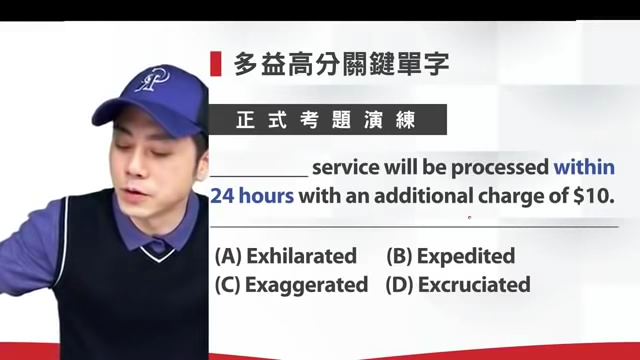 多益高分關鍵單字
正式考題演練
________ service will be processed within
24 hours with an additional charge of $10.
(A) Exhilarated (B) Expedited
(C) Exaggerated (D) Excruciated